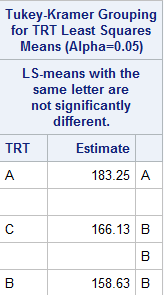 Tukey-Kramer Grouping
for TRT Least Squares
Means (Alpha=0.05)
LS-means with the
same letter are
not significantly
different.
TRT Estimate
A 183.25 A
C 166.13 B
B
B 158.63 B